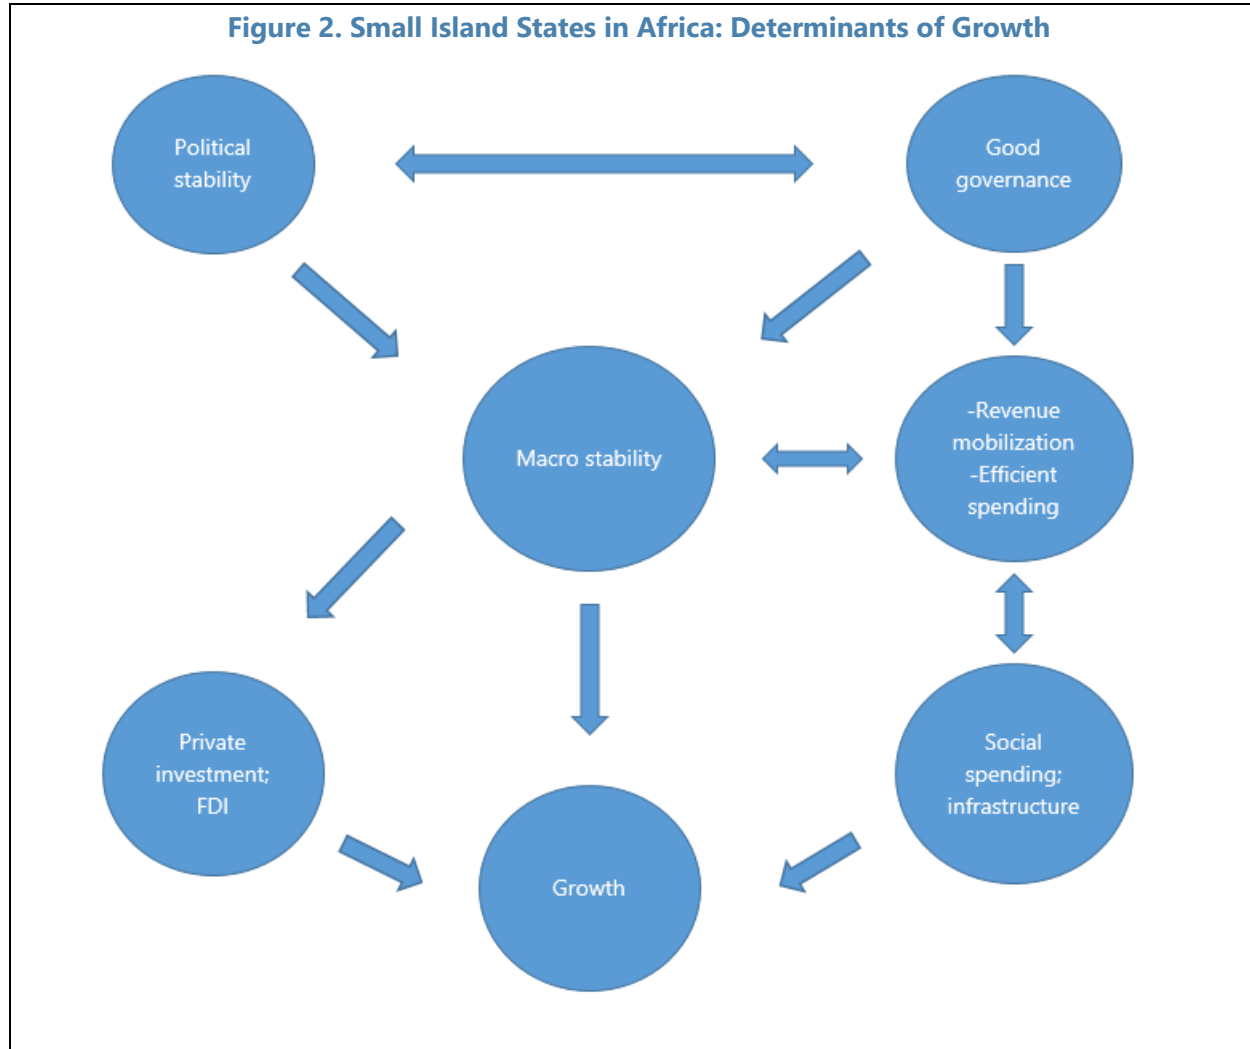 Figure 2. Small Island States in Africa: Determinants of Growth
Political
stability
Good
governance
Macro stability
-Revenue
mobilization
-Efficient
spending
Private
investment;
FDI
Social
spending;
infrastructure
Growth